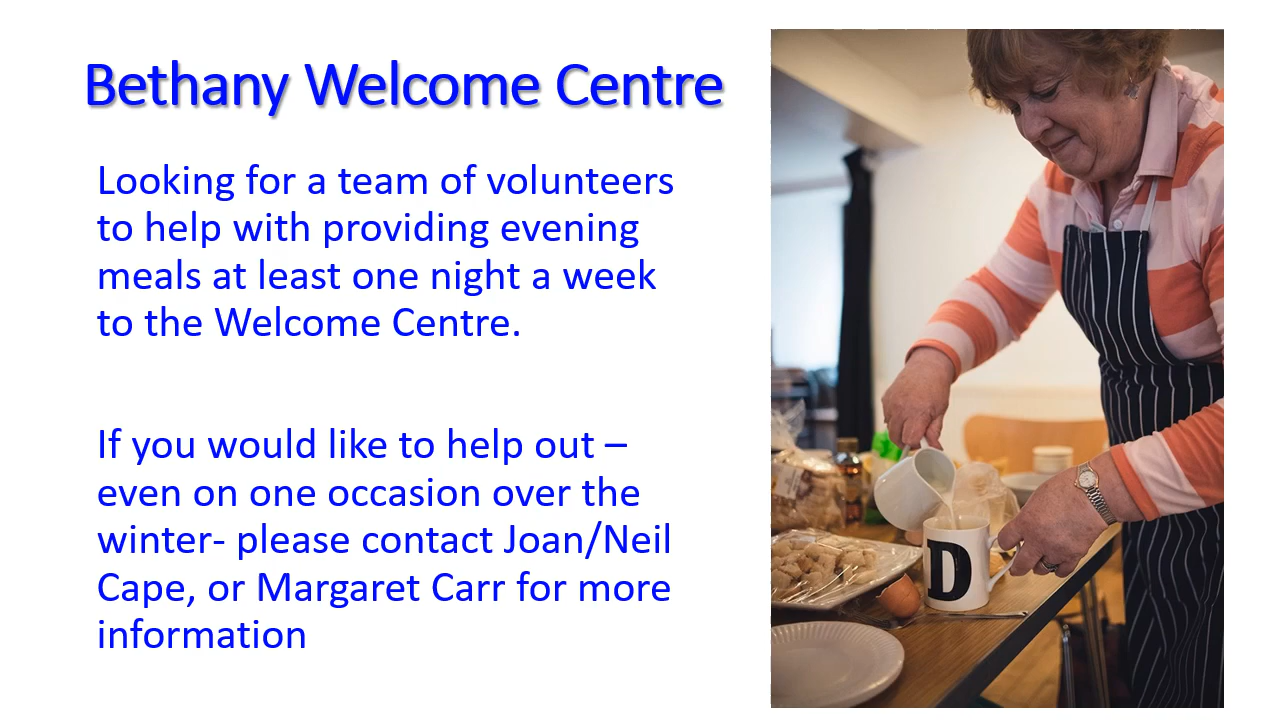 Bethany Welcome Centre
Looking for a team of volunteers
to help with providing evening
meals at least one night a week
to the Welcome Centre.
If you would like to help out –
even on one occasion over the
winter- please contact Joan/Neil
Cape, or Margaret Carr for more
information
D